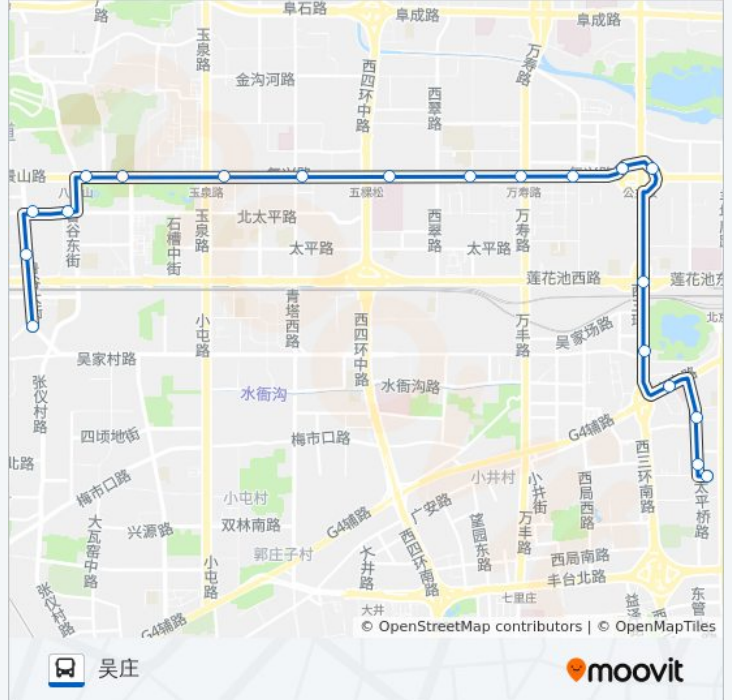 路
阜石路
阜成路
阜成路
玉泉路
西四环中路
万寿路
金沟河路
西翠路
道
景山路
玉泉路
五棵松
万寿路
谷东街
石槽中街
玉泉路
北太平路
太平路
西翠路
太平路
万寿路
莲花池西路
莲花池东
青塔西路
小屯路
西四环中路
万丰路
吴家场路
吴家村路
张仪村路
水衙沟
水衙沟路
四顷地街
梅市口路
G4辅路
北路
梅市口路
小井村
小井街
西局西路
西三环南路
太平桥路
小屯村
双林南路
G4辅路
广安路
大瓦窑中路
兴源路
郭庄子村
望园东路
万丰路
小屯路
大井路
西四环南路
西局南路
丰台北路
张仪村路
G4辅路
大井
七里庄
东管
© OpenStreetMap contributors | © OpenMapTiles
吴庄
moovit